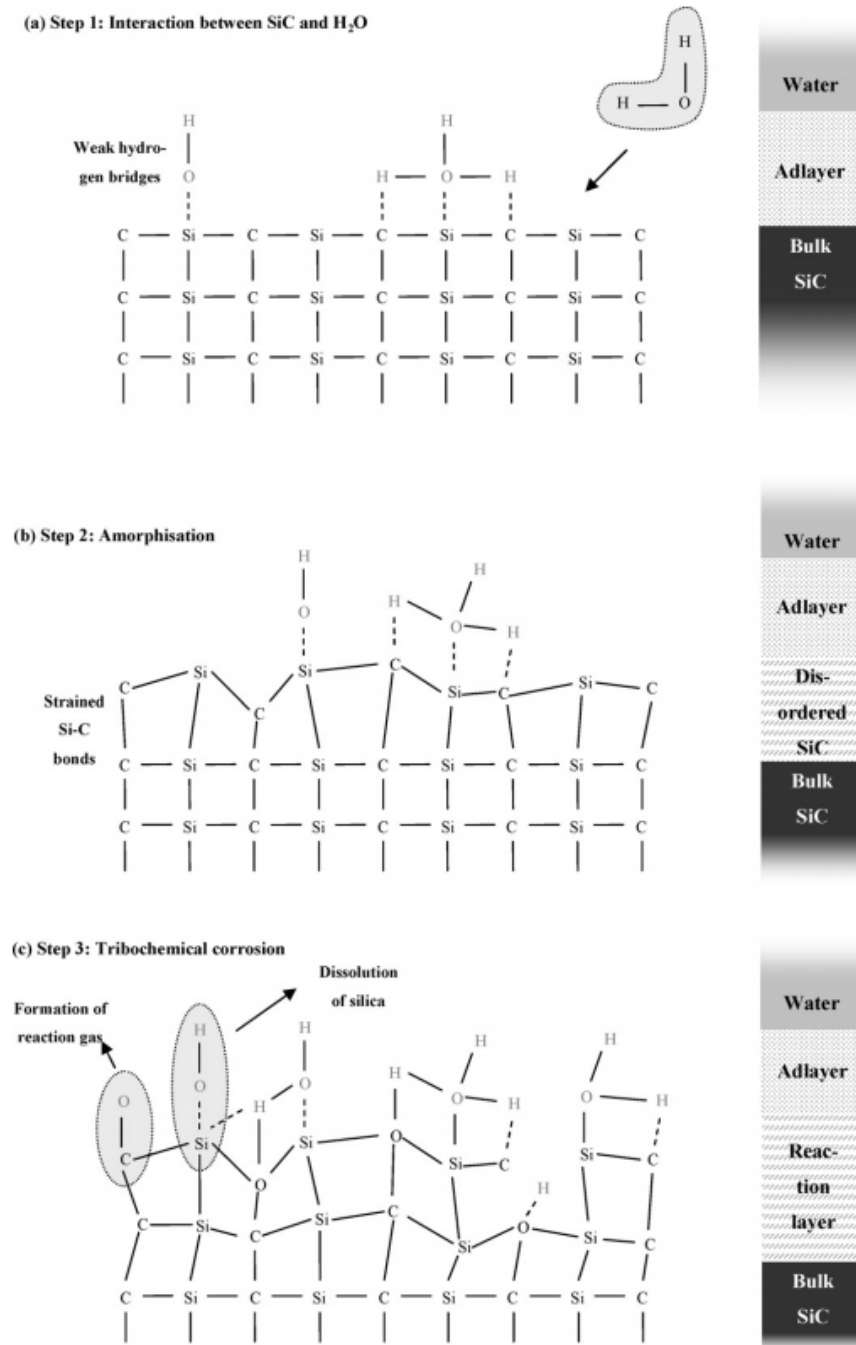 (a) Step 1: Interaction between SiC and H₂O
H
Water
H O
H H
Weak hydro-
gen bridges
O H O H
Adlayer
C Si C Si C Si C Si C
Bulk
SiC
C Si C Si C Si C Si C
C Si C Si C Si C Si C
(b) Step 2: Amorphisation
Water
H H
H
O
O H
Adlayer
C Si C Si C Si C Si C
Strained
Si-C
bonds
Dis-
ordered
SiC
C Si C Si C Si C Si C
Bulk
SiC
C Si C Si C Si C Si C
(c) Step 3: Tribochemical corrosion
Dissolution
of silica
Formation of
reaction gas
Water
H H H H
O O H O H O H
O H
Adlayer
C Si Si O Si C Si C
Reac-
tion
layer
O H
C Si C Si C Si O Si C
Bulk
SiC
C Si C Si C Si C Si C